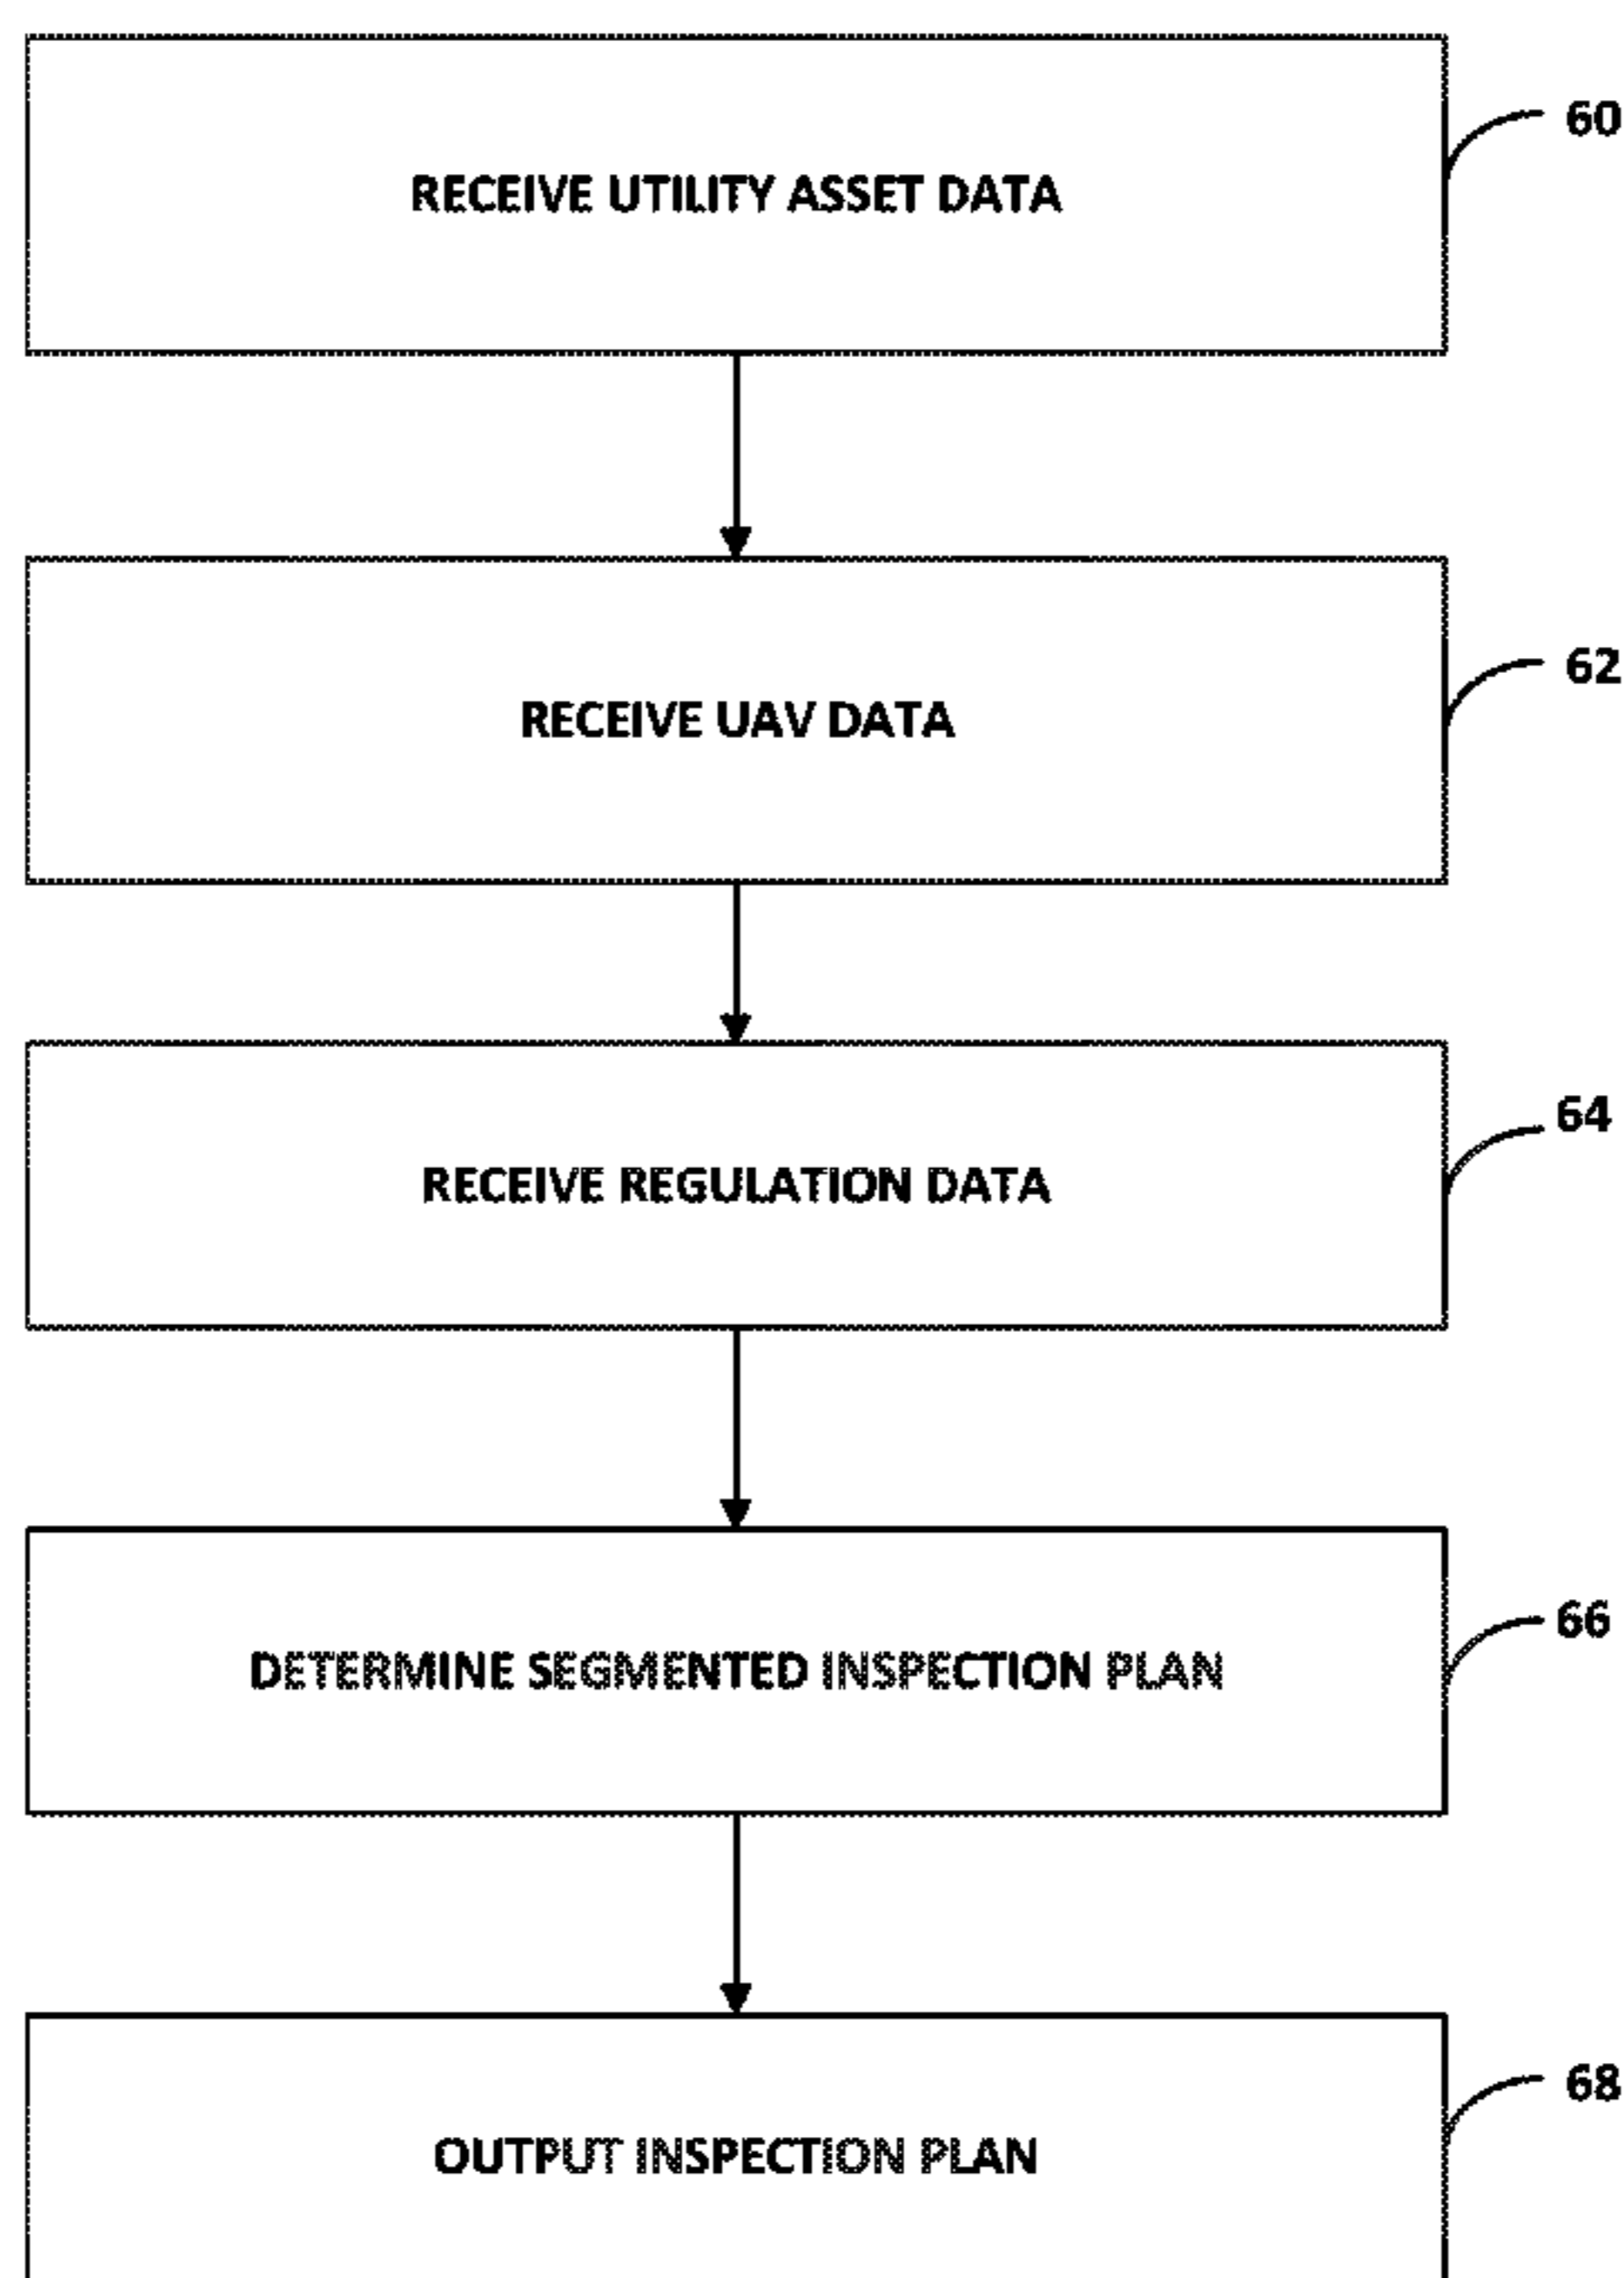 RECEIVE UTILITY ASSET DATA
60
RECEIVE UAV DATA
62
RECEIVE REGULATION DATA
64
DETERMINE SEGMENTED INSPECTION PLAN
66
OUTPUT INSPECTION PLAN
68